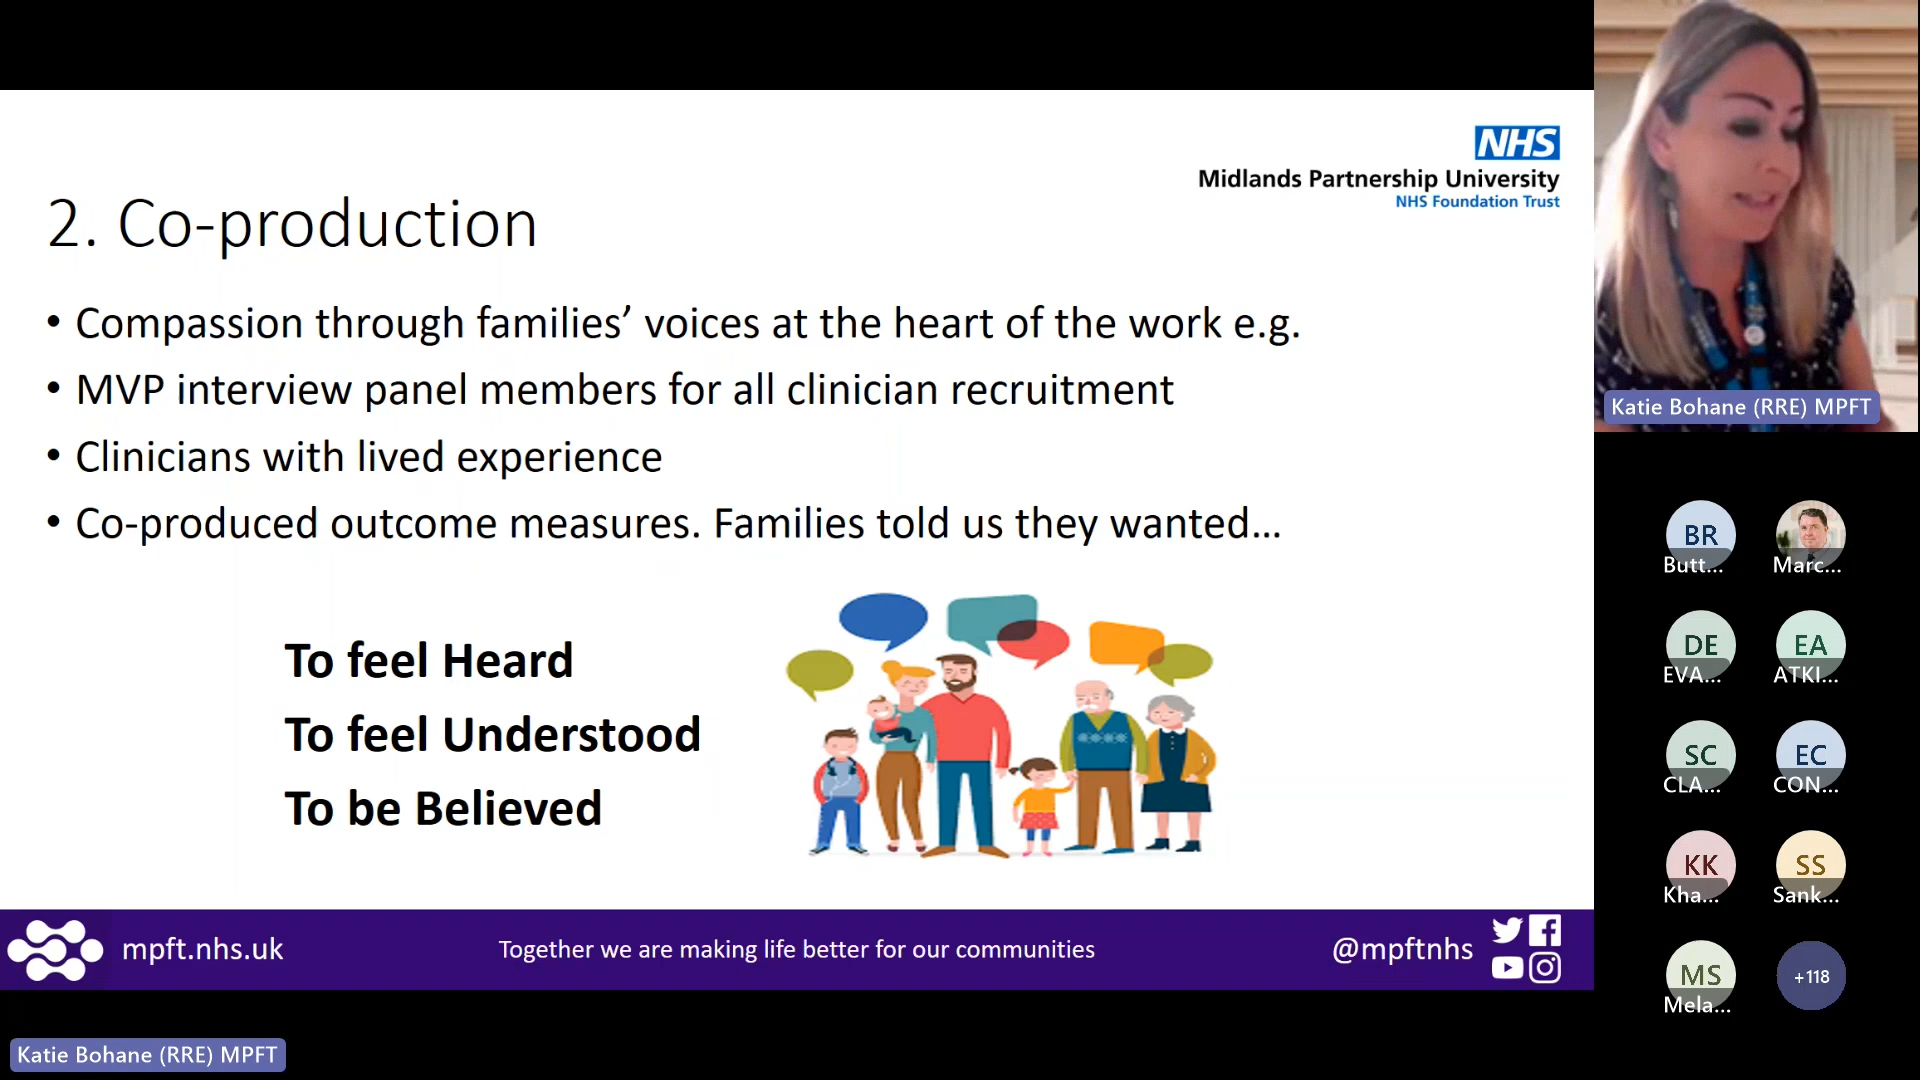 NHS
Midlands Partnership University
NHS Foundation Trust
2. Co-production
• Compassion through families’ voices at the heart of the work e.g.
• MVP interview panel members for all clinician recruitment
• Clinicians with lived experience
• Co-produced outcome measures. Families told us they wanted...
To feel Heard
To feel Understood
To be Believed
mpft.nhs.uk
Together we are making life better for our communities
@mpftnhs
Katie Bohane (RRE) MPFT
Katie Bohane (RRE) MPFT
BR
Butt...
Marc...
DE
EVA...
EA
ATKI...
SC
CLA...
EC
CON...
KK
Kha...
SS
Sank...
MS
Mela...
+118